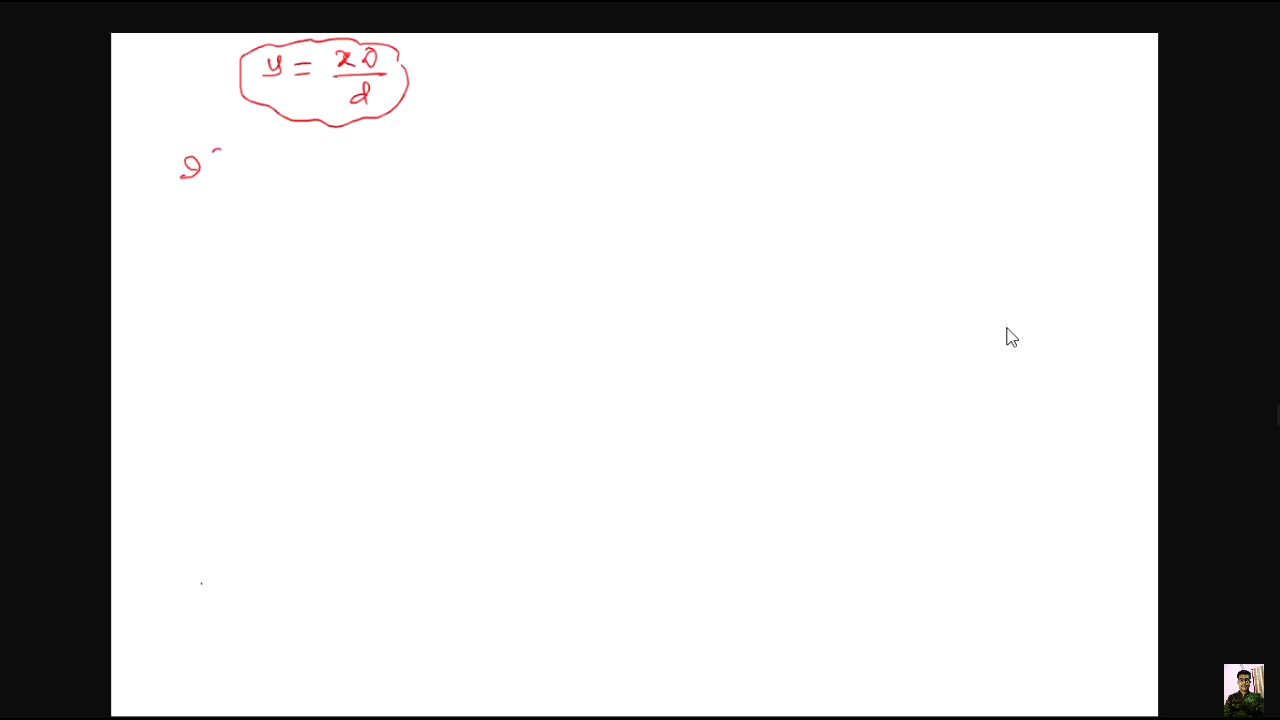 y = xD/d